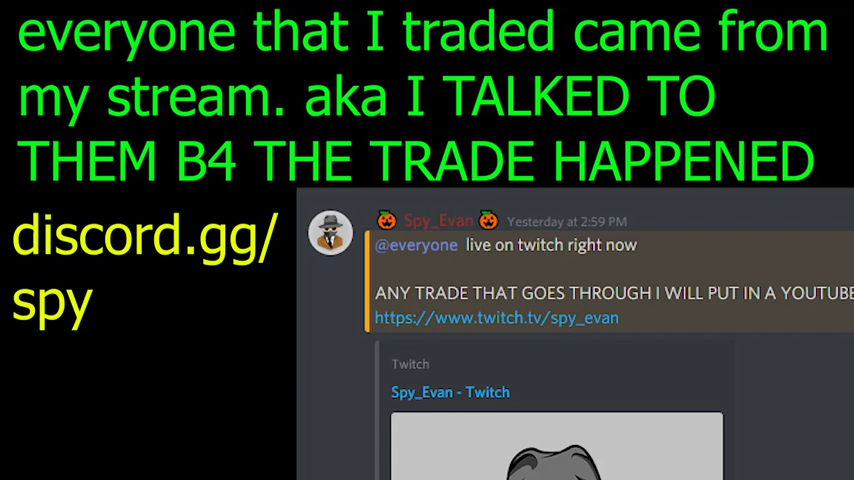 everyone that I traded came from
my stream. aka I TALKED TO
THEM B4 THE TRADE HAPPENED
discord.gg/
spy
Spy_Evan Yesterday at 2:59 PM
@everyone live on twitch right now
ANY TRADE THAT GOES THROUGH I WILL PUT IN A YOUTUBE
https://www.twitch.tv/spy_evan
Twitch
Spy_Evan - Twitch